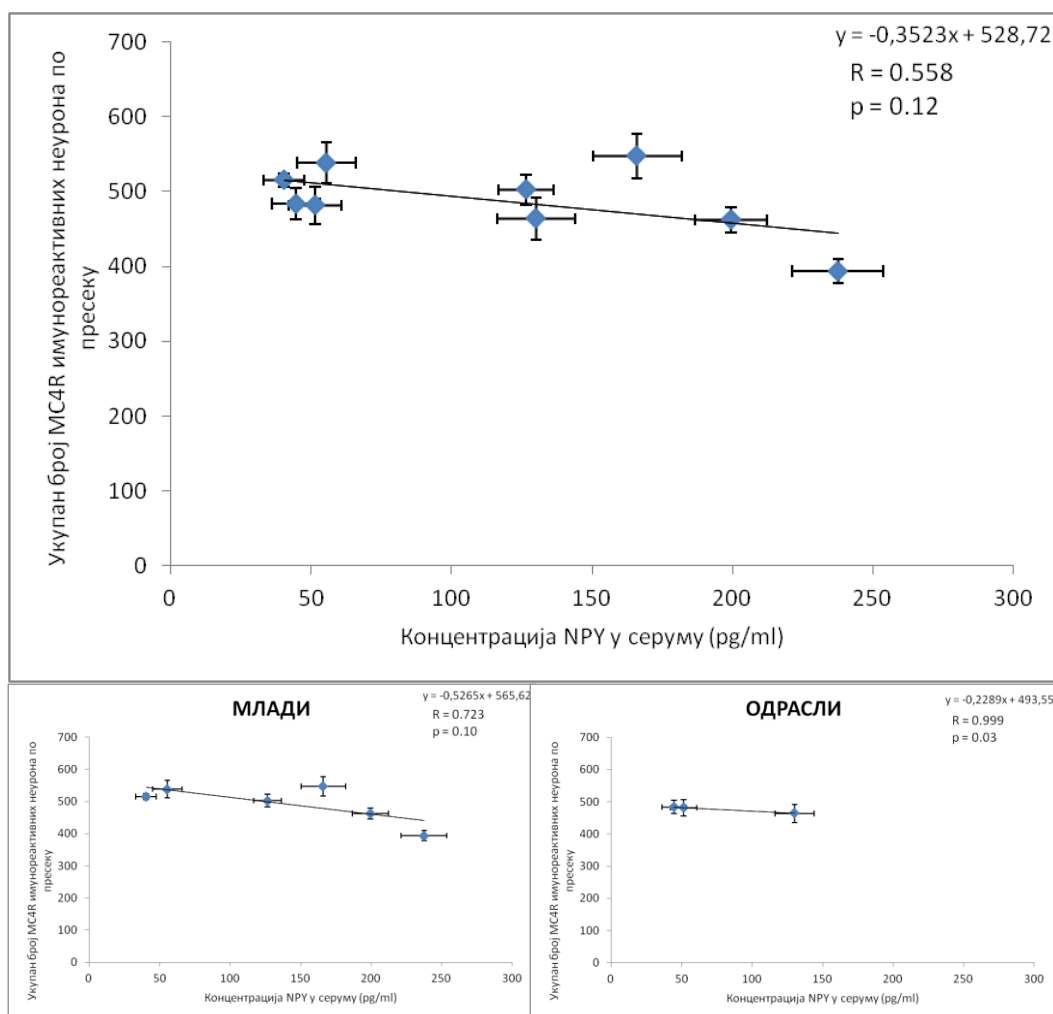 y = -0,3523x + 528,72
R = 0.558
p = 0.12
Укупан број MC4R имунореактивних неурона по
пресеку
700
600
500
400
300
200
100
0
0 50 100 150 200 250 300
Концентрација NPY у серуму (pg/ml)
МЛАДИ
y = -0,5265x + 565,62
R = 0.723
p = 0.10
Укупан број MC4R имунореактивних неурона по
пресеку
700
600
500
400
300
200
100
0
0 50 100 150 200 250 300
Концентрација NPY у серуму (pg/ml)
ОДРАСЛИ
y = -0,2289x + 493,55
R = 0.999
p = 0.03
Укупан број MC4R имунореактивних неурона по
пресеку
700
600
500
400
300
200
100
0
0 50 100 150 200 250 300
Концентрација NPY у серуму (pg/ml)